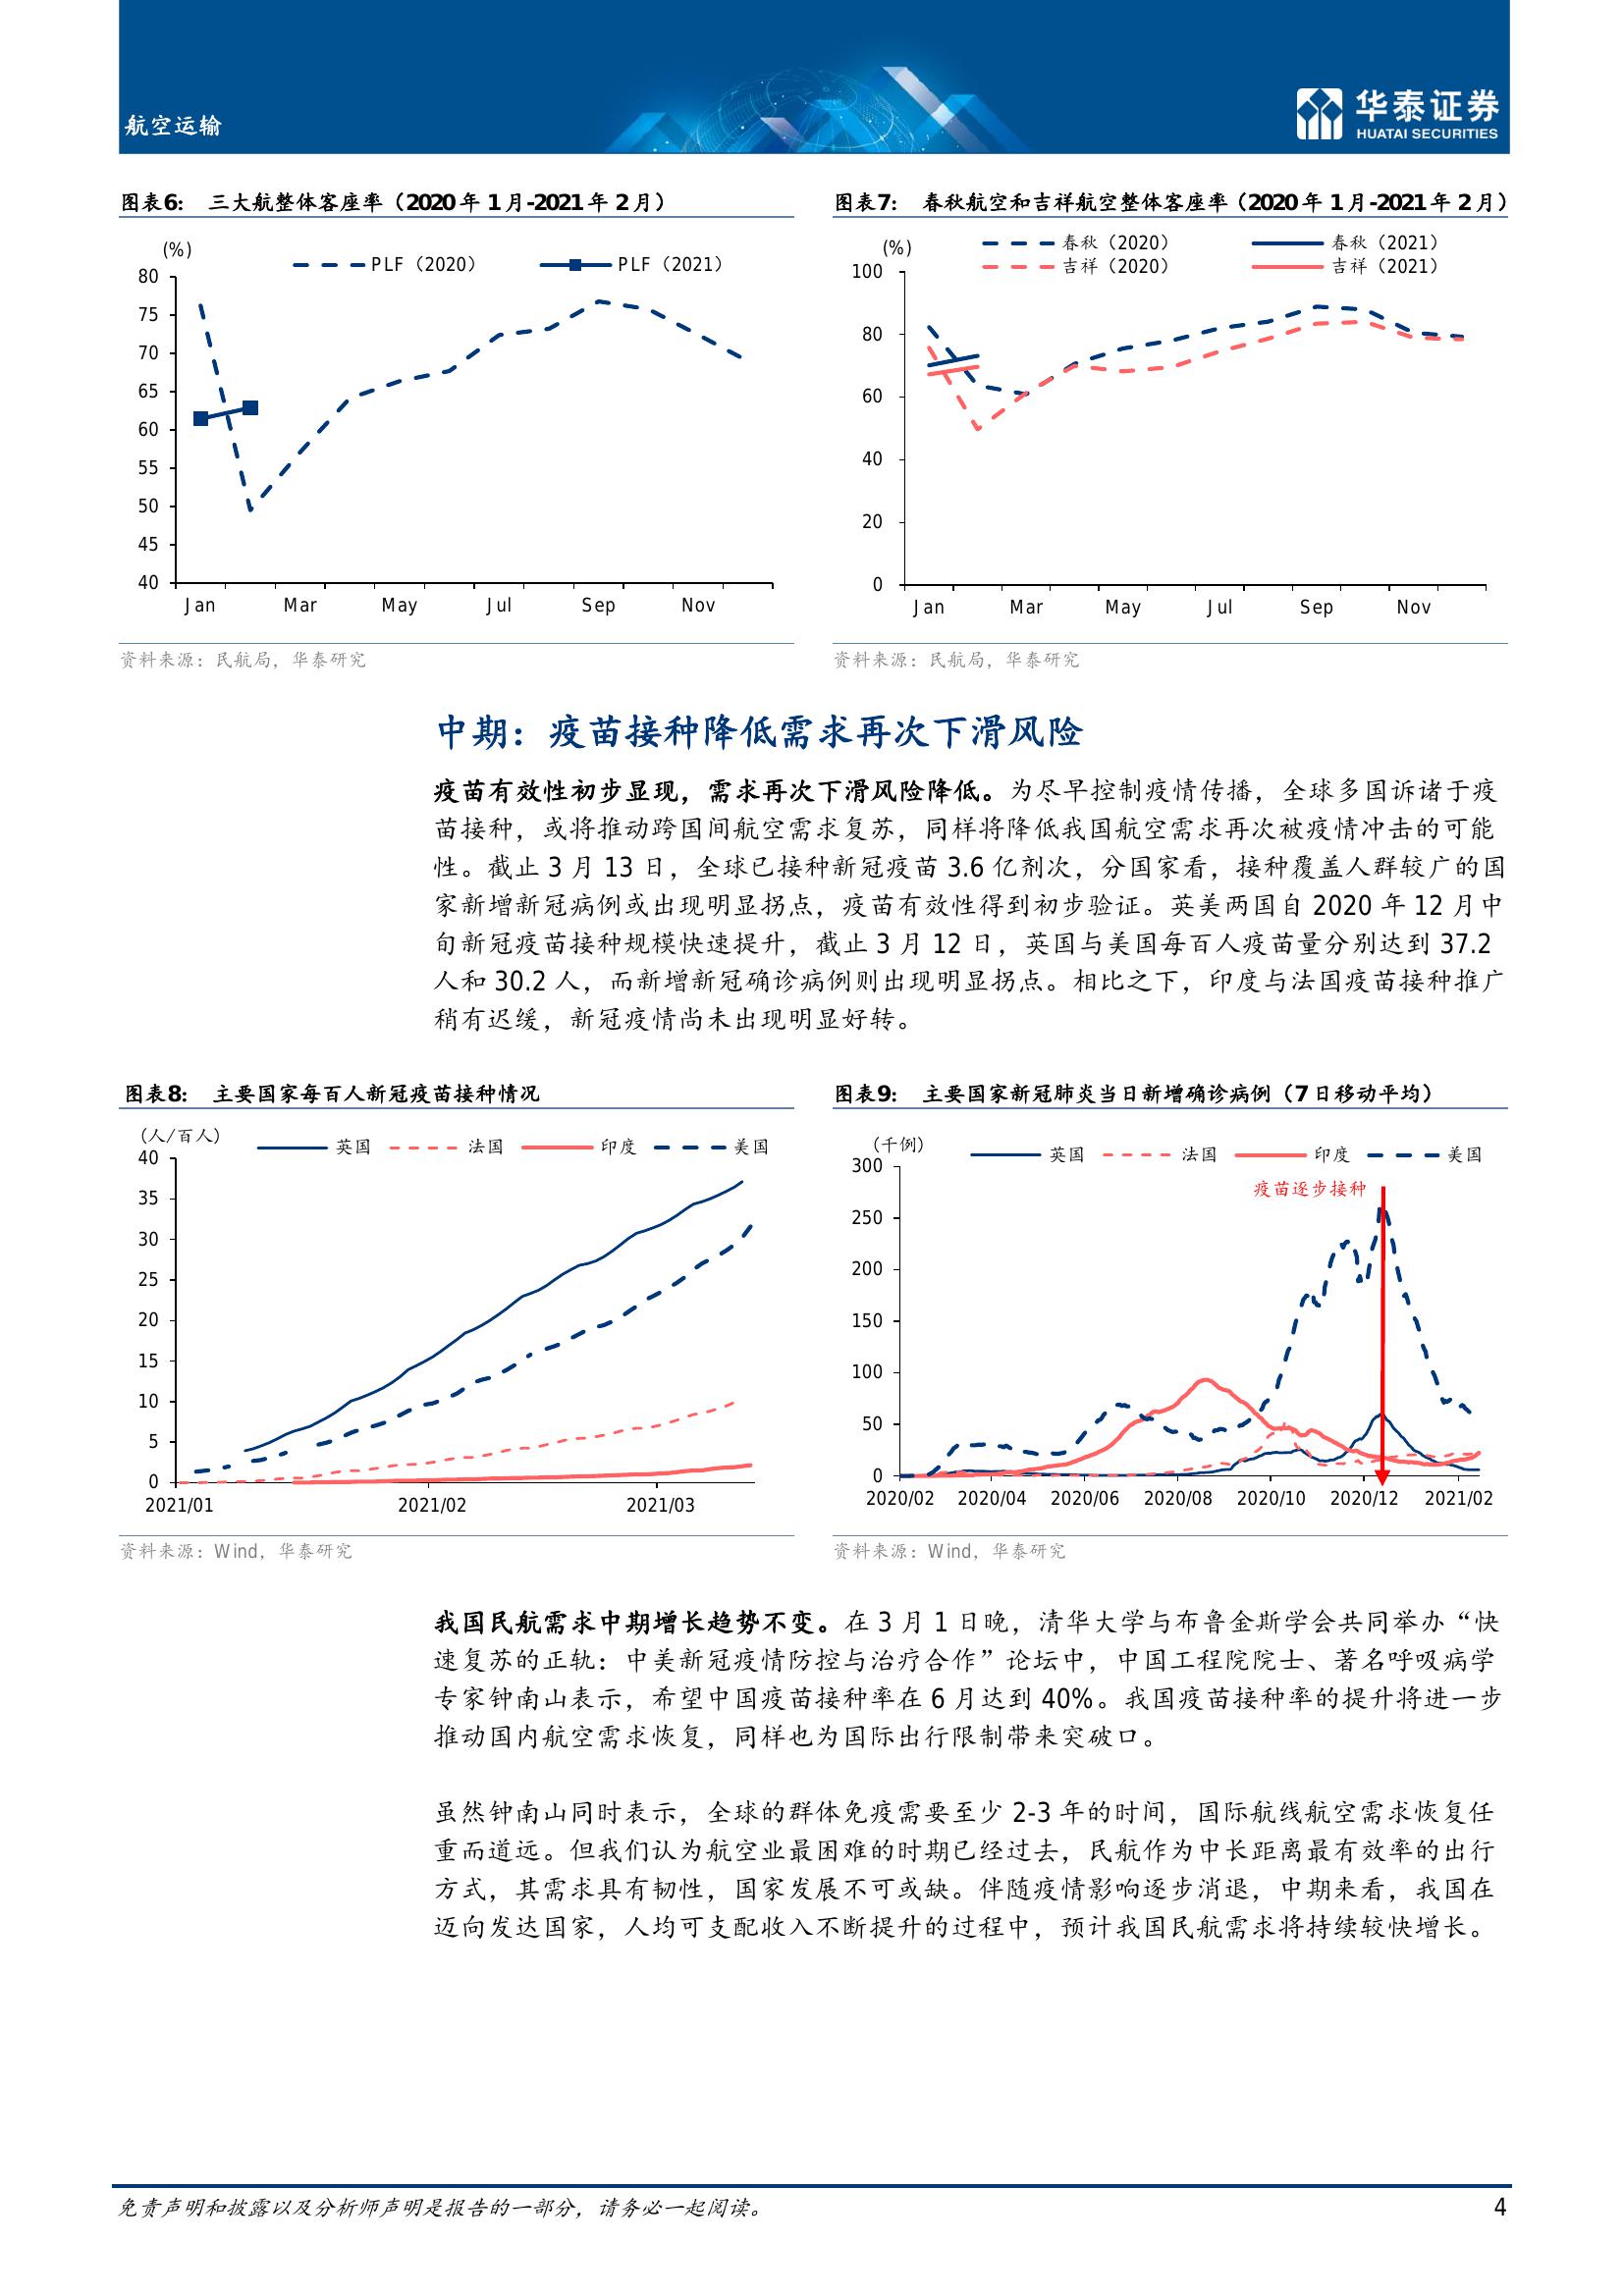 航空运输
华泰证券
HUATAI SECURITIES
图表6: 三大航整体客座率（2020 年 1 月-2021 年 2 月）
(%)
PLF（2020）
PLF（2021）
80
75
70
65
60
55
50
45
40
Jan
Mar
May
Jul
Sep
Nov
资料来源：民航局，华泰研究
图表7: 春秋航空和吉祥航空整体客座率（2020 年 1 月-2021 年 2 月）
(%)
春秋（2020）
春秋（2021）
吉祥（2020）
吉祥（2021）
100
80
60
40
20
0
Jan
Mar
May
Jul
Sep
Nov
资料来源：民航局，华泰研究
中期：疫苗接种降低需求再次下滑风险
疫苗有效性初步显现，需求再次下滑风险降低。为尽早控制疫情传播，全球多国诉诸于疫
苗接种，或将推动跨国间航空需求复苏，同样将降低我国航空需求再次被疫情冲击的可能
性。截止 3 月 13 日，全球已接种新冠疫苗 3.6 亿剂次，分国家看，接种覆盖人群较广的国
家新增新冠病例或出现明显拐点，疫苗有效性得到初步验证。英美两国自 2020 年 12 月中
旬新冠疫苗接种规模快速提升，截止 3 月 12 日，英国与美国每百人疫苗量分别达到 37.2
人和 30.2 人，而新增新冠确诊病例则出现明显拐点。相比之下，印度与法国疫苗接种推广
稍有迟缓，新冠疫情尚未出现明显好转。
图表8: 主要国家每百人新冠疫苗接种情况
（人/百人）
英国
法国
印度
美国
40
35
30
25
20
15
10
5
0
2021/01
2021/02
2021/03
资料来源：Wind，华泰研究
图表9: 主要国家新冠肺炎当日新增确诊病例（7 日移动平均）
（千例）
英国
法国
印度
美国
疫苗逐步接种
300
250
200
150
100
50
0
2020/02
2020/04
2020/06
2020/08
2020/10
2020/12
2021/02
资料来源：Wind，华泰研究
我国民航需求中期增长趋势不变。在 3 月 1 日晚，清华大学与布鲁金斯学会共同举办“快
速复苏的正轨：中美新冠疫情防控与治疗合作”论坛中，中国工程院院士、著名呼吸病学
专家钟南山表示，希望中国疫苗接种率在 6 月达到 40%。我国疫苗接种率的提升将进一步
推动国内航空需求恢复，同样也为国际出行限制带来突破口。
虽然钟南山同时表示，全球的群体免疫需要至少 2-3 年的时间，国际航线航空需求恢复任
重而道远。但我们认为航空业最困难的时期已经过去，民航作为中长距离最有效率的出行
方式，其需求具有韧性，国家发展不可或缺。伴随疫情影响逐步消退，中期来看，我国在
迈向发达国家，人均可支配收入不断提升的过程中，预计我国民航需求将持续较快增长。
免责声明和披露以及分析师声明是报告的一部分，请务必一起阅读。
4